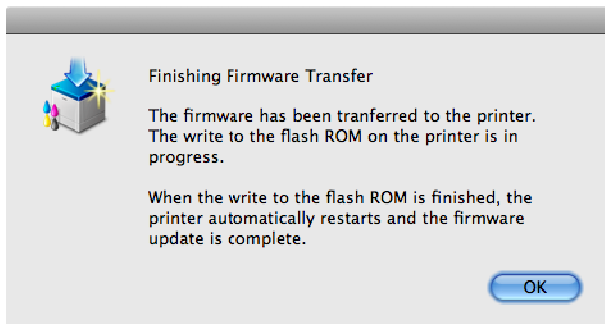 Finishing Firmware Transfer
The firmware has been tranferred to the printer.
The write to the flash ROM on the printer is in
progress.
When the write to the flash ROM is finished, the
printer automatically restarts and the firmware
update is complete.
OK